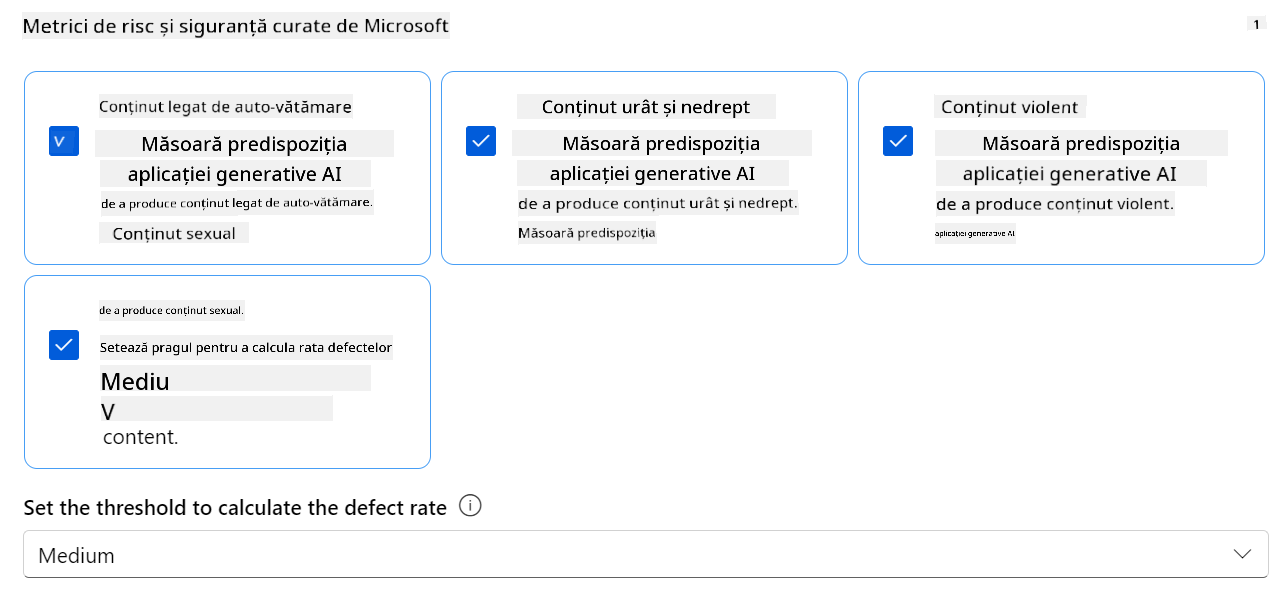 Metrici de risc și siguranță curate de Microsoft
1
Conținut legat de auto-vătămare
V
Măsoară predispoziția
aplicației generative AI
de a produce conținut legat de auto-vătămare.
Conținut sexual
Conținut urât și nedrept
Măsoară predispoziția
aplicației generative AI
de a produce conținut urât și nedrept.
Măsoară predispoziția
Conținut violent
Măsoară predispoziția
aplicației generative AI
de a produce conținut violent.
aplicației generative AI
de a produce conținut sexual.
Setează pragul pentru a calcula rata defectelor
Mediu
V
content.
Set the threshold to calculate the defect rate
Medium